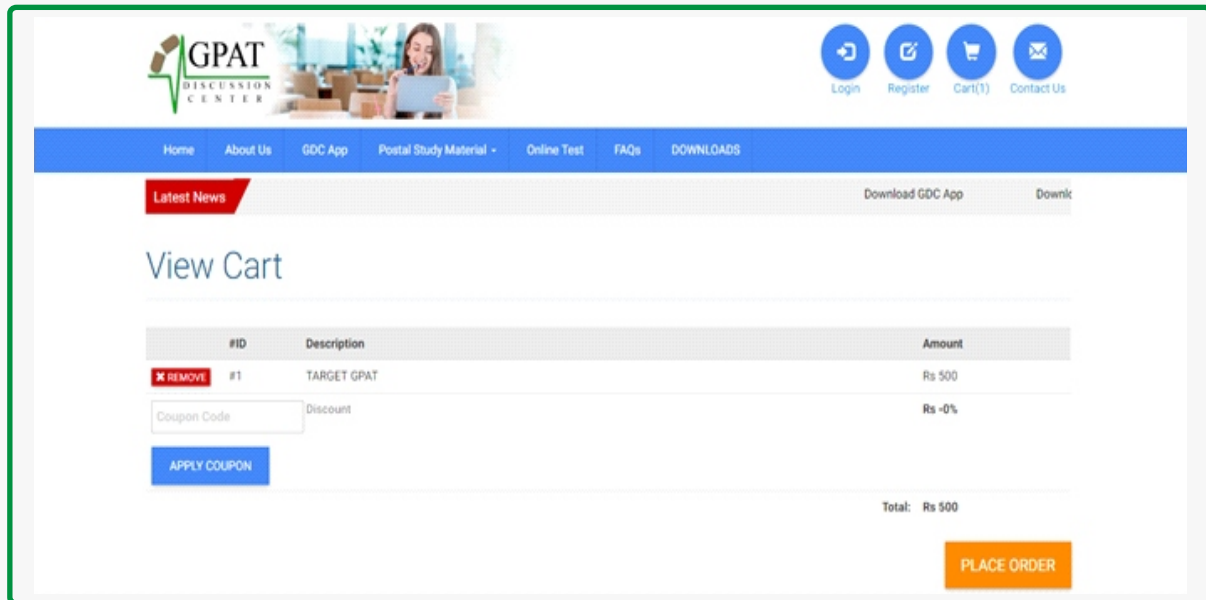 GPAT
DISCUSSION
CENTER
Login Register Cart(1) Contact Us
Home About Us GDC App Postal Study Material Online Test FAQs DOWNLOADS
Latest News Download GDC App Downlo
View Cart
#ID Description Amount
REMOVE #1 TARGET GPAT Rs 500
Coupon Code Discount Rs -0%
APPLY COUPON
Total: Rs 500
PLACE ORDER